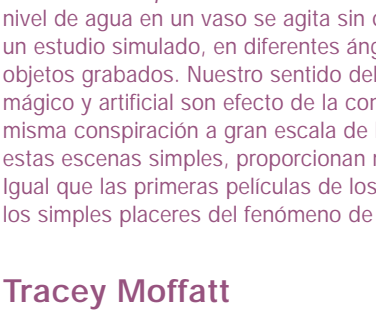 nivel de agua en un vaso se agita sin
un estudio simulado, en diferentes
objetos grabados. Nuestro sentido del
mágico y artificial son efecto de la
misma conspiración a gran escala de
estas escenas simples, proporcionan
Igual que las primeras películas de los
los simples placeres del fenómeno de
Tracey Moffatt